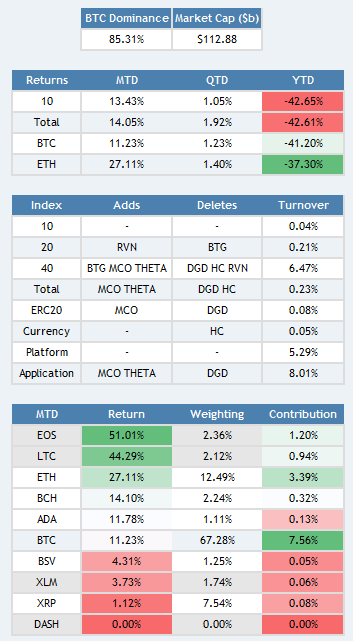 BTC Dominance Market Cap ($b)
85.31% $112.88
Returns MTD QTD YTD
10 13.43% 1.05% -42.65%
Total 14.05% 1.92% -42.61%
BTC 11.23% 1.23% -41.20%
ETH 27.11% 1.40% -37.30%
Index Adds Deletes Turnover
10 - - 0.04%
20 RVN BTG 0.21%
40 BTG MCO THETA DGD HC RVN 6.47%
Total MCO THETA DGD HC 0.23%
ERC20 MCO DGD 0.08%
Currency - HC 0.05%
Platform - - 5.29%
Application MCO THETA DGD 8.01%
MTD Return Weighting Contribution
EOS 51.01% 2.36% 1.20%
LTC 44.29% 2.12% 0.94%
ETH 27.11% 12.49% 3.39%
BCH 14.10% 2.24% 0.32%
ADA 11.78% 1.11% 0.13%
BTC 11.23% 67.28% 7.56%
BSV 4.31% 1.25% 0.05%
XLM 3.73% 1.74% 0.06%
XRP 1.12% 7.54% 0.08%
DASH 0.00% 0.00% 0.00%